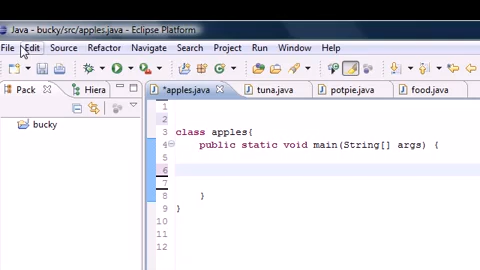 Java - bucky/src/apples.java - Eclipse Platform
File Edit Source Refactor Navigate Search Project Run Window Help
Pack Hiera *apples.java tuna.java potpie.java food.java
bucky
1
2
3 class apples{
4 public static void main(String[] args) {
5
6
7
8 }
9 }
10
11
12